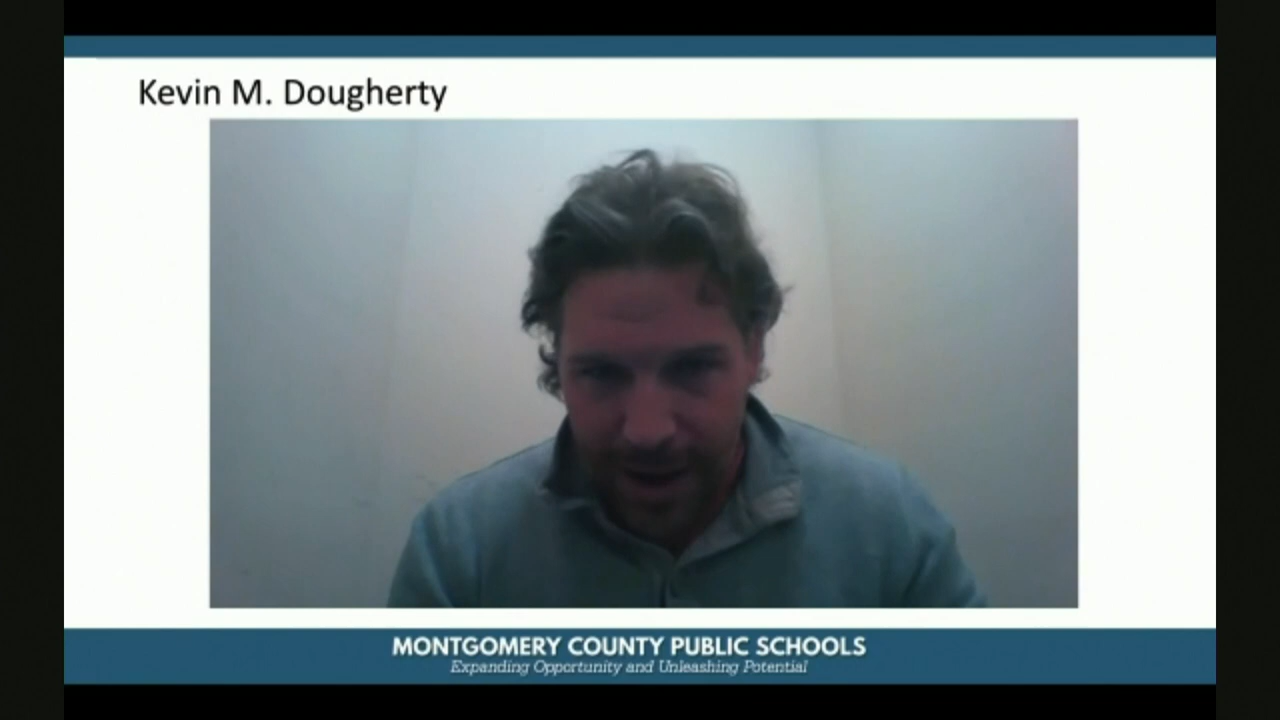 Kevin M. Dougherty
MONTGOMERY COUNTY PUBLIC SCHOOLS
Expanding Opportunity and Unleashing Potential